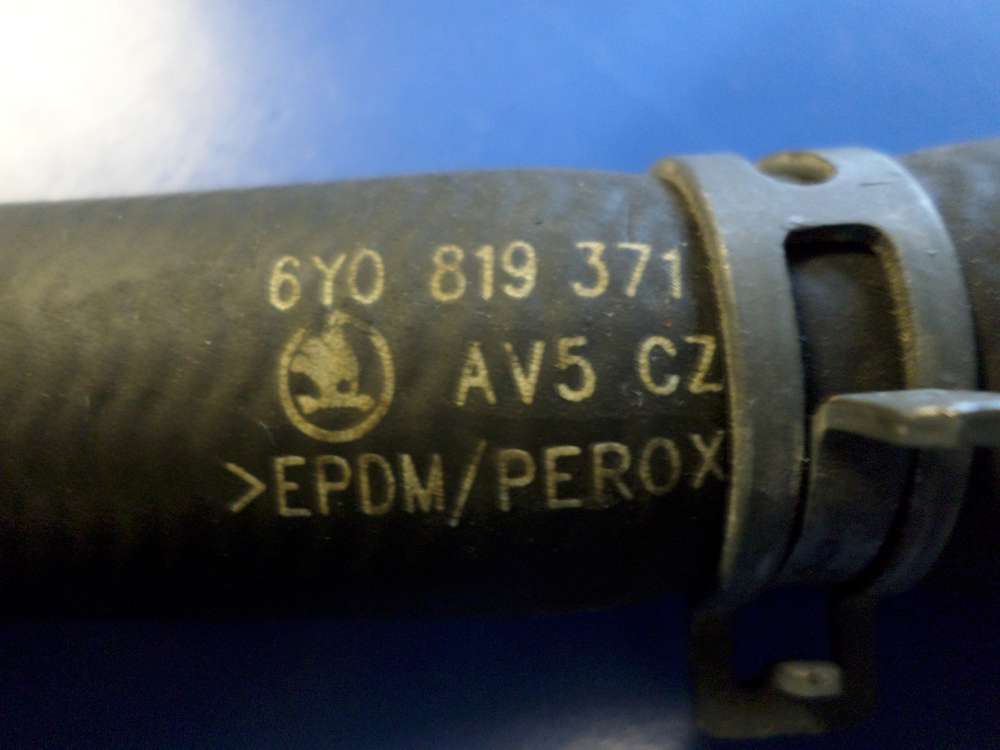 6Y0 819 371
AV5 CZ
>EPDM/PEROX